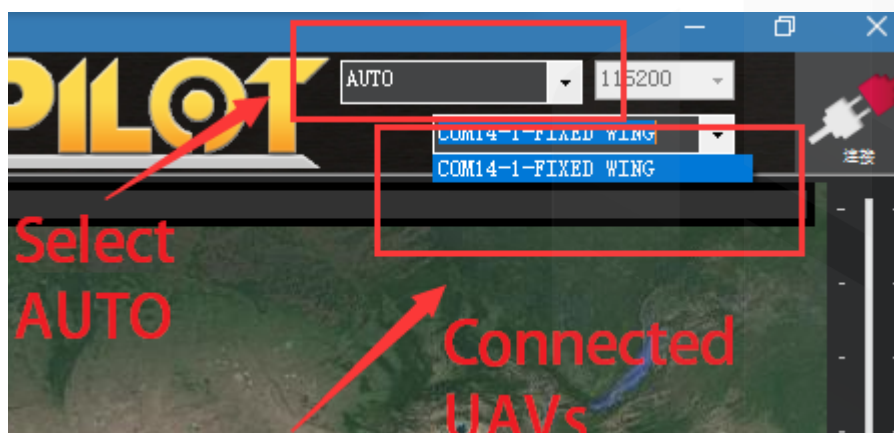 PILOT
AUTO
115200
COM14-1-FIXED WING
COM14-1-FIXED WING
连接
Select
AUTO
Connected
UAVs